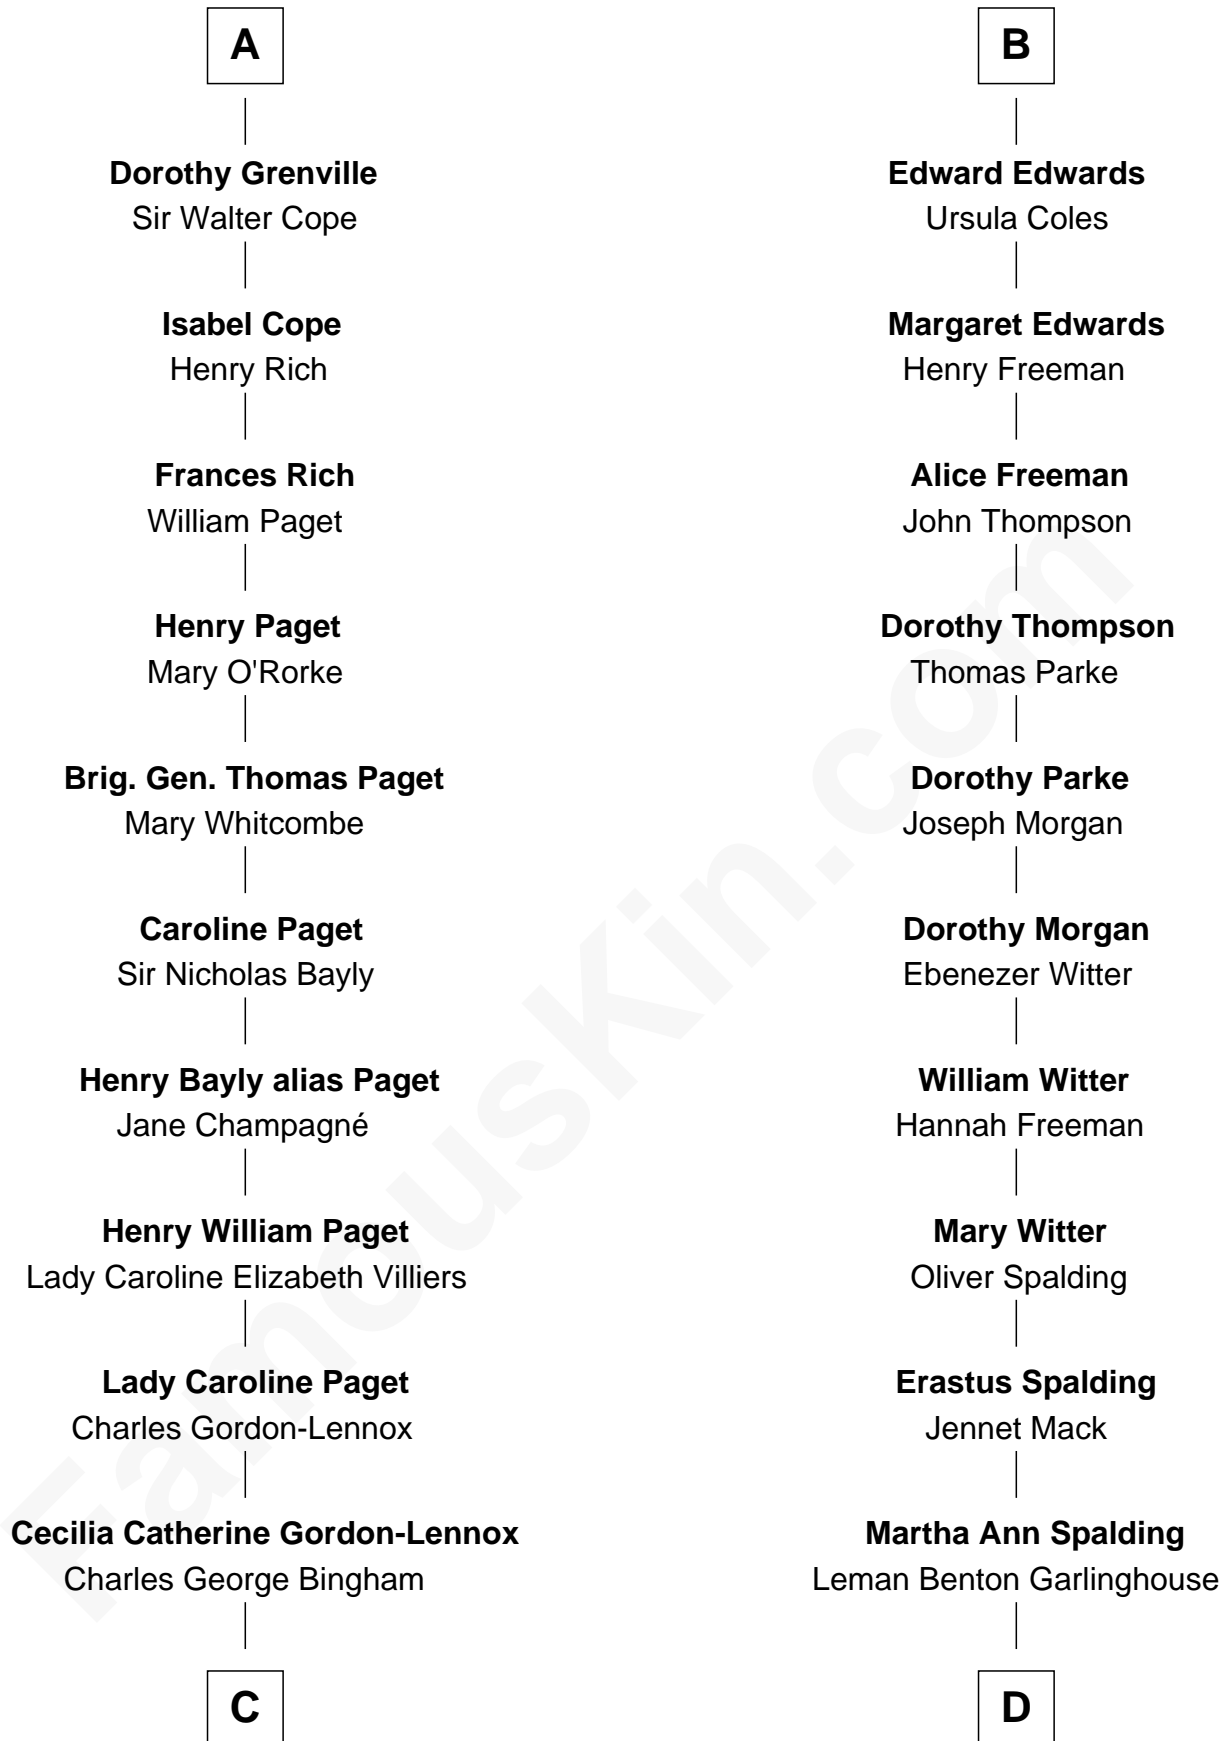 A
Dorothy Grenville
Sir Walter Cope
Isabel Cope
Henry Rich
Frances Rich
William Paget
Henry Paget
Mary O'Rorke
Brig. Gen. Thomas Paget
Mary Whitcombe
Caroline Paget
Sir Nicholas Bayly
Henry Bayly alias Paget
Jane Champagné
Henry William Paget
Lady Caroline Elizabeth Villiers
Lady Caroline Paget
Charles Gordon-Lennox
Cecilia Catherine Gordon-Lennox
Charles George Bingham
C
B
Edward Edwards
Ursula Coles
Margaret Edwards
Henry Freeman
Alice Freeman
John Thompson
Dorothy Thompson
Thomas Parke
Dorothy Parke
Joseph Morgan
Dorothy Morgan
Ebenezer Witter
William Witter
Hannah Freeman
Mary Witter
Oliver Spalding
Erastus Spalding
Jennet Mack
Martha Ann Spalding
Leman Benton Garlinghouse
D
FamousKin.com